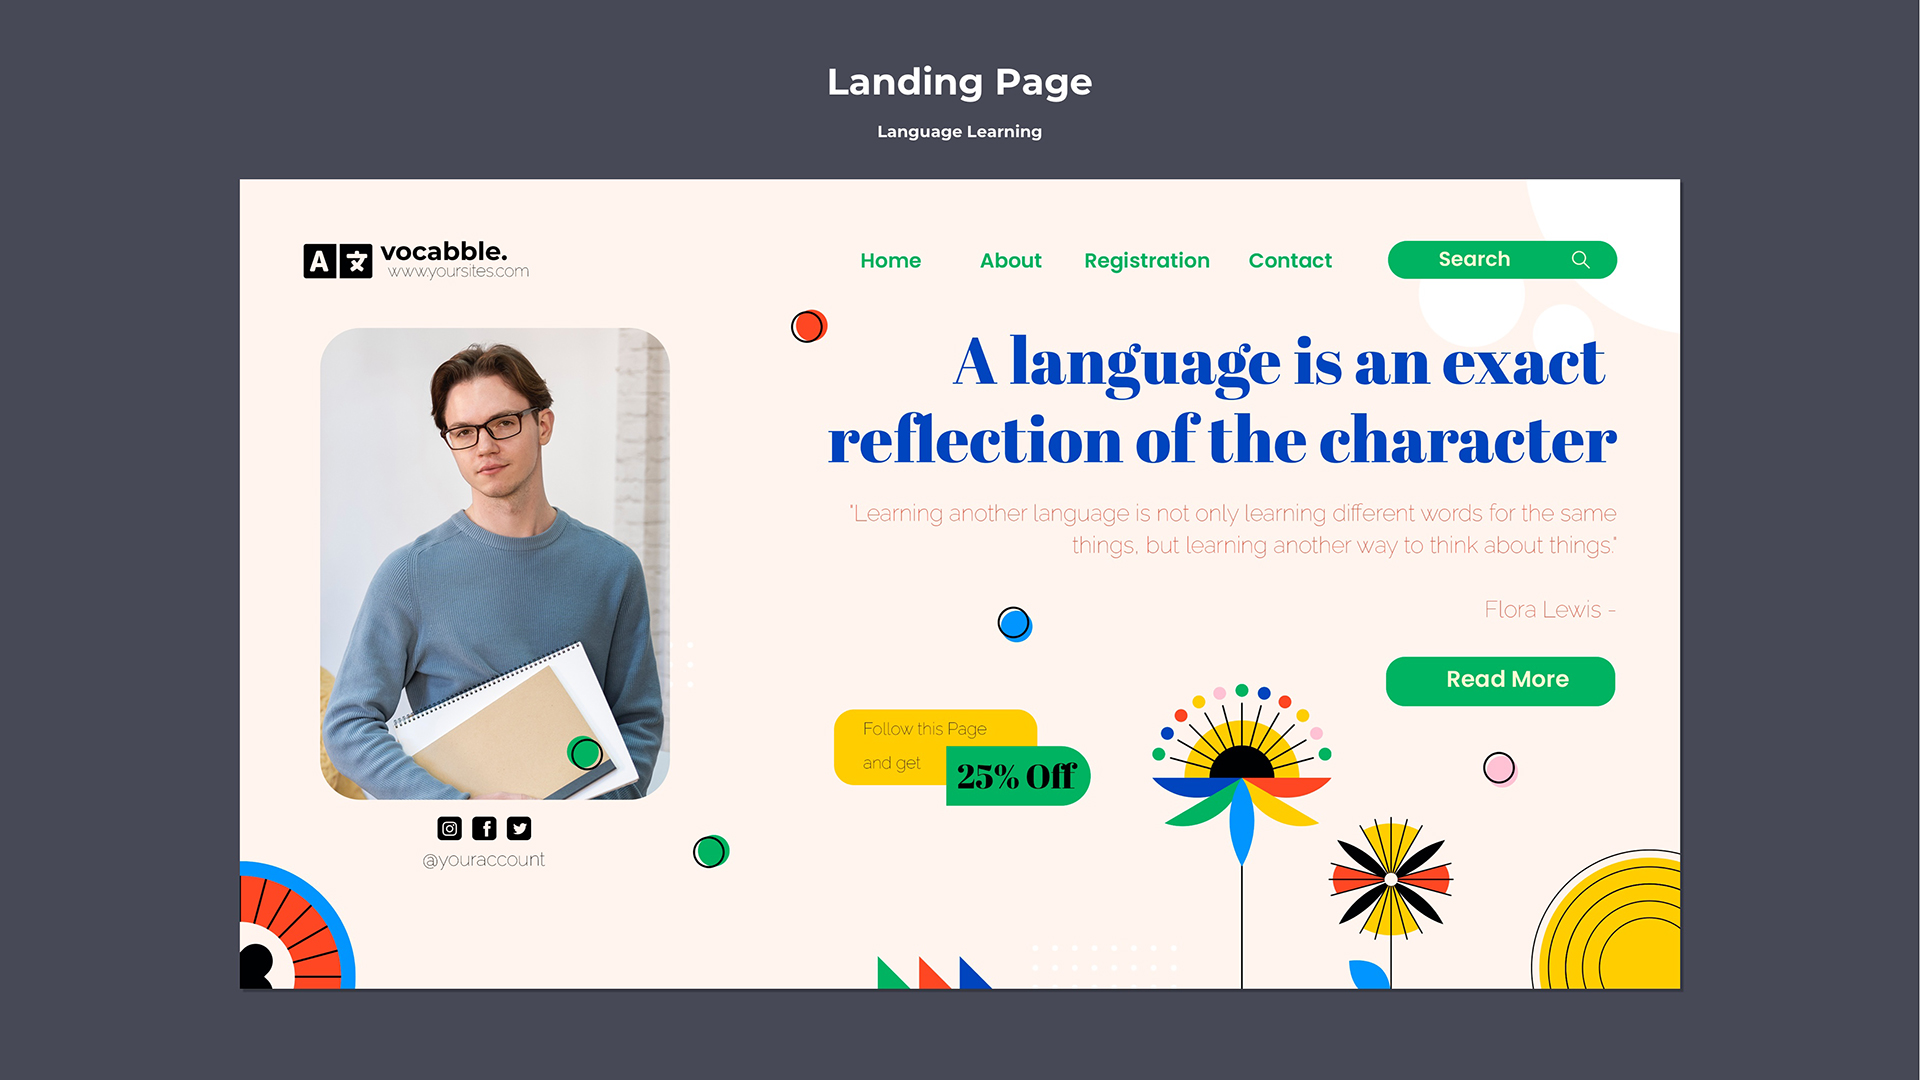 Landing Page
Language Learning
A文
vocabble.
www.yoursites.com
Home
About
Registration
Contact
Search
A language is an exact
reflection of the character
"Learning another language is not only learning different words for the same
things, but learning another way to think about things."
Flora Lewis -
Read More
Follow this Page
and get
25% Off
@youraccount